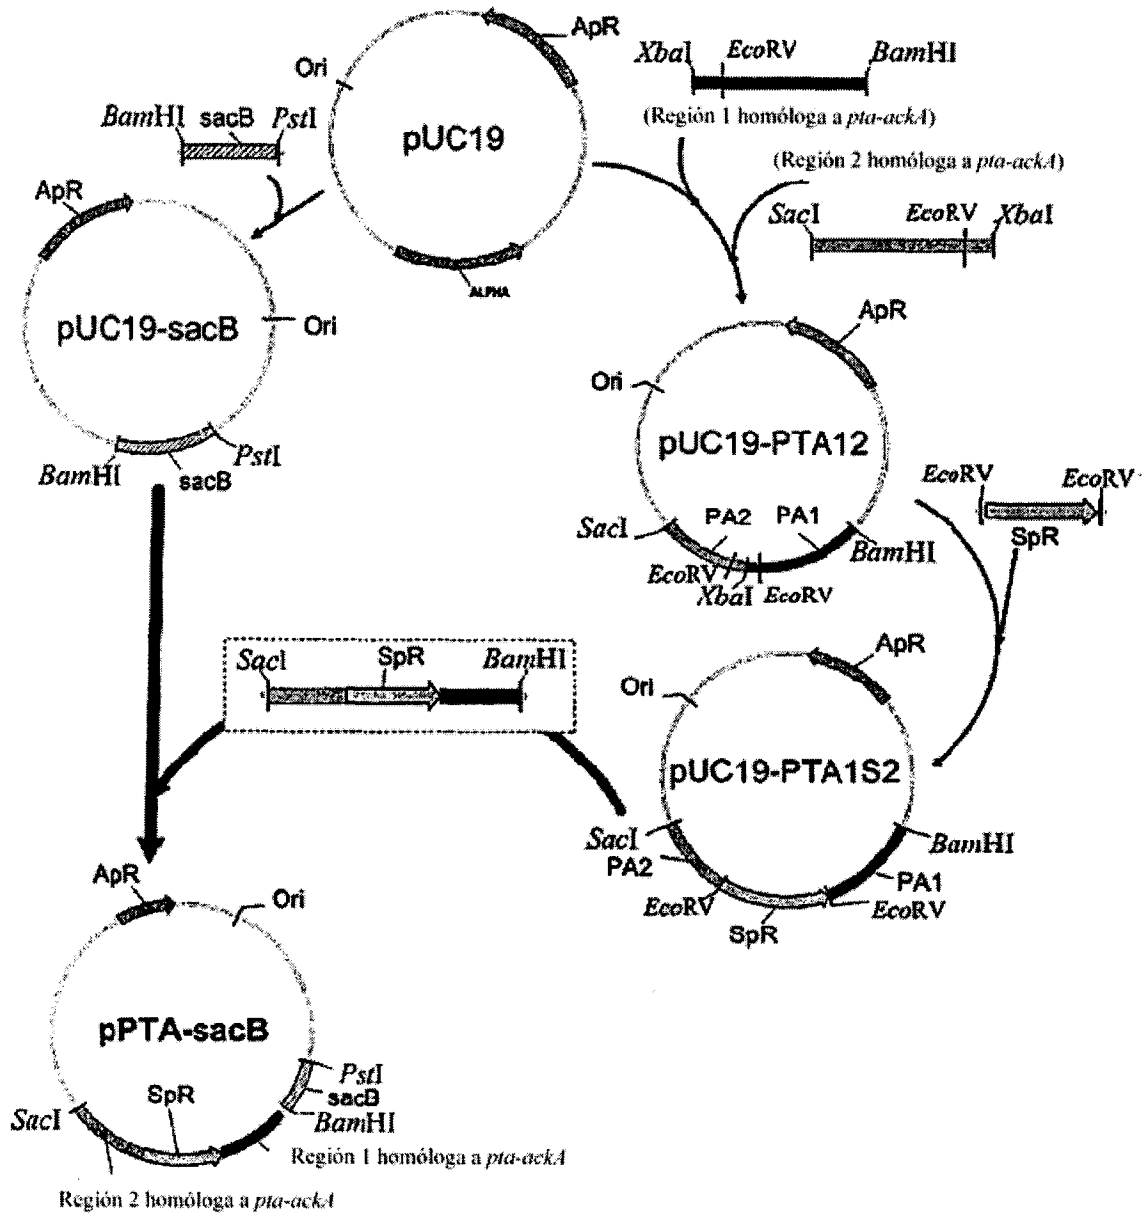 ApR
Ori
pUC19
ALPHA
XbaI
EcoRV
BamHI
(Región 1 homóloga a pta-ackA)
(Región 2 homóloga a pta-ackA)
SacI
EcoRV
XbaI
BamHI
sacB
PstI
ApR
pUC19-sacB
Ori
BamHI
sacB
PstI
ApR
Ori
pUC19-PTA12
SacI
PA2
PA1
BamHI
EcoRV
XbaI
EcoRV
EcoRV
EcoRV
SpR
SacI
SpR
BamHI
ApR
Ori
pUC19-PTA1S2
SacI
PA2
EcoRV
SpR
EcoRV
PA1
BamHI
ApR
Ori
pPTA-sacB
PstI
sacB
BamHI
SpR
SacI
Región 1 homóloga a pta-ackA
Región 2 homóloga a pta-ackA